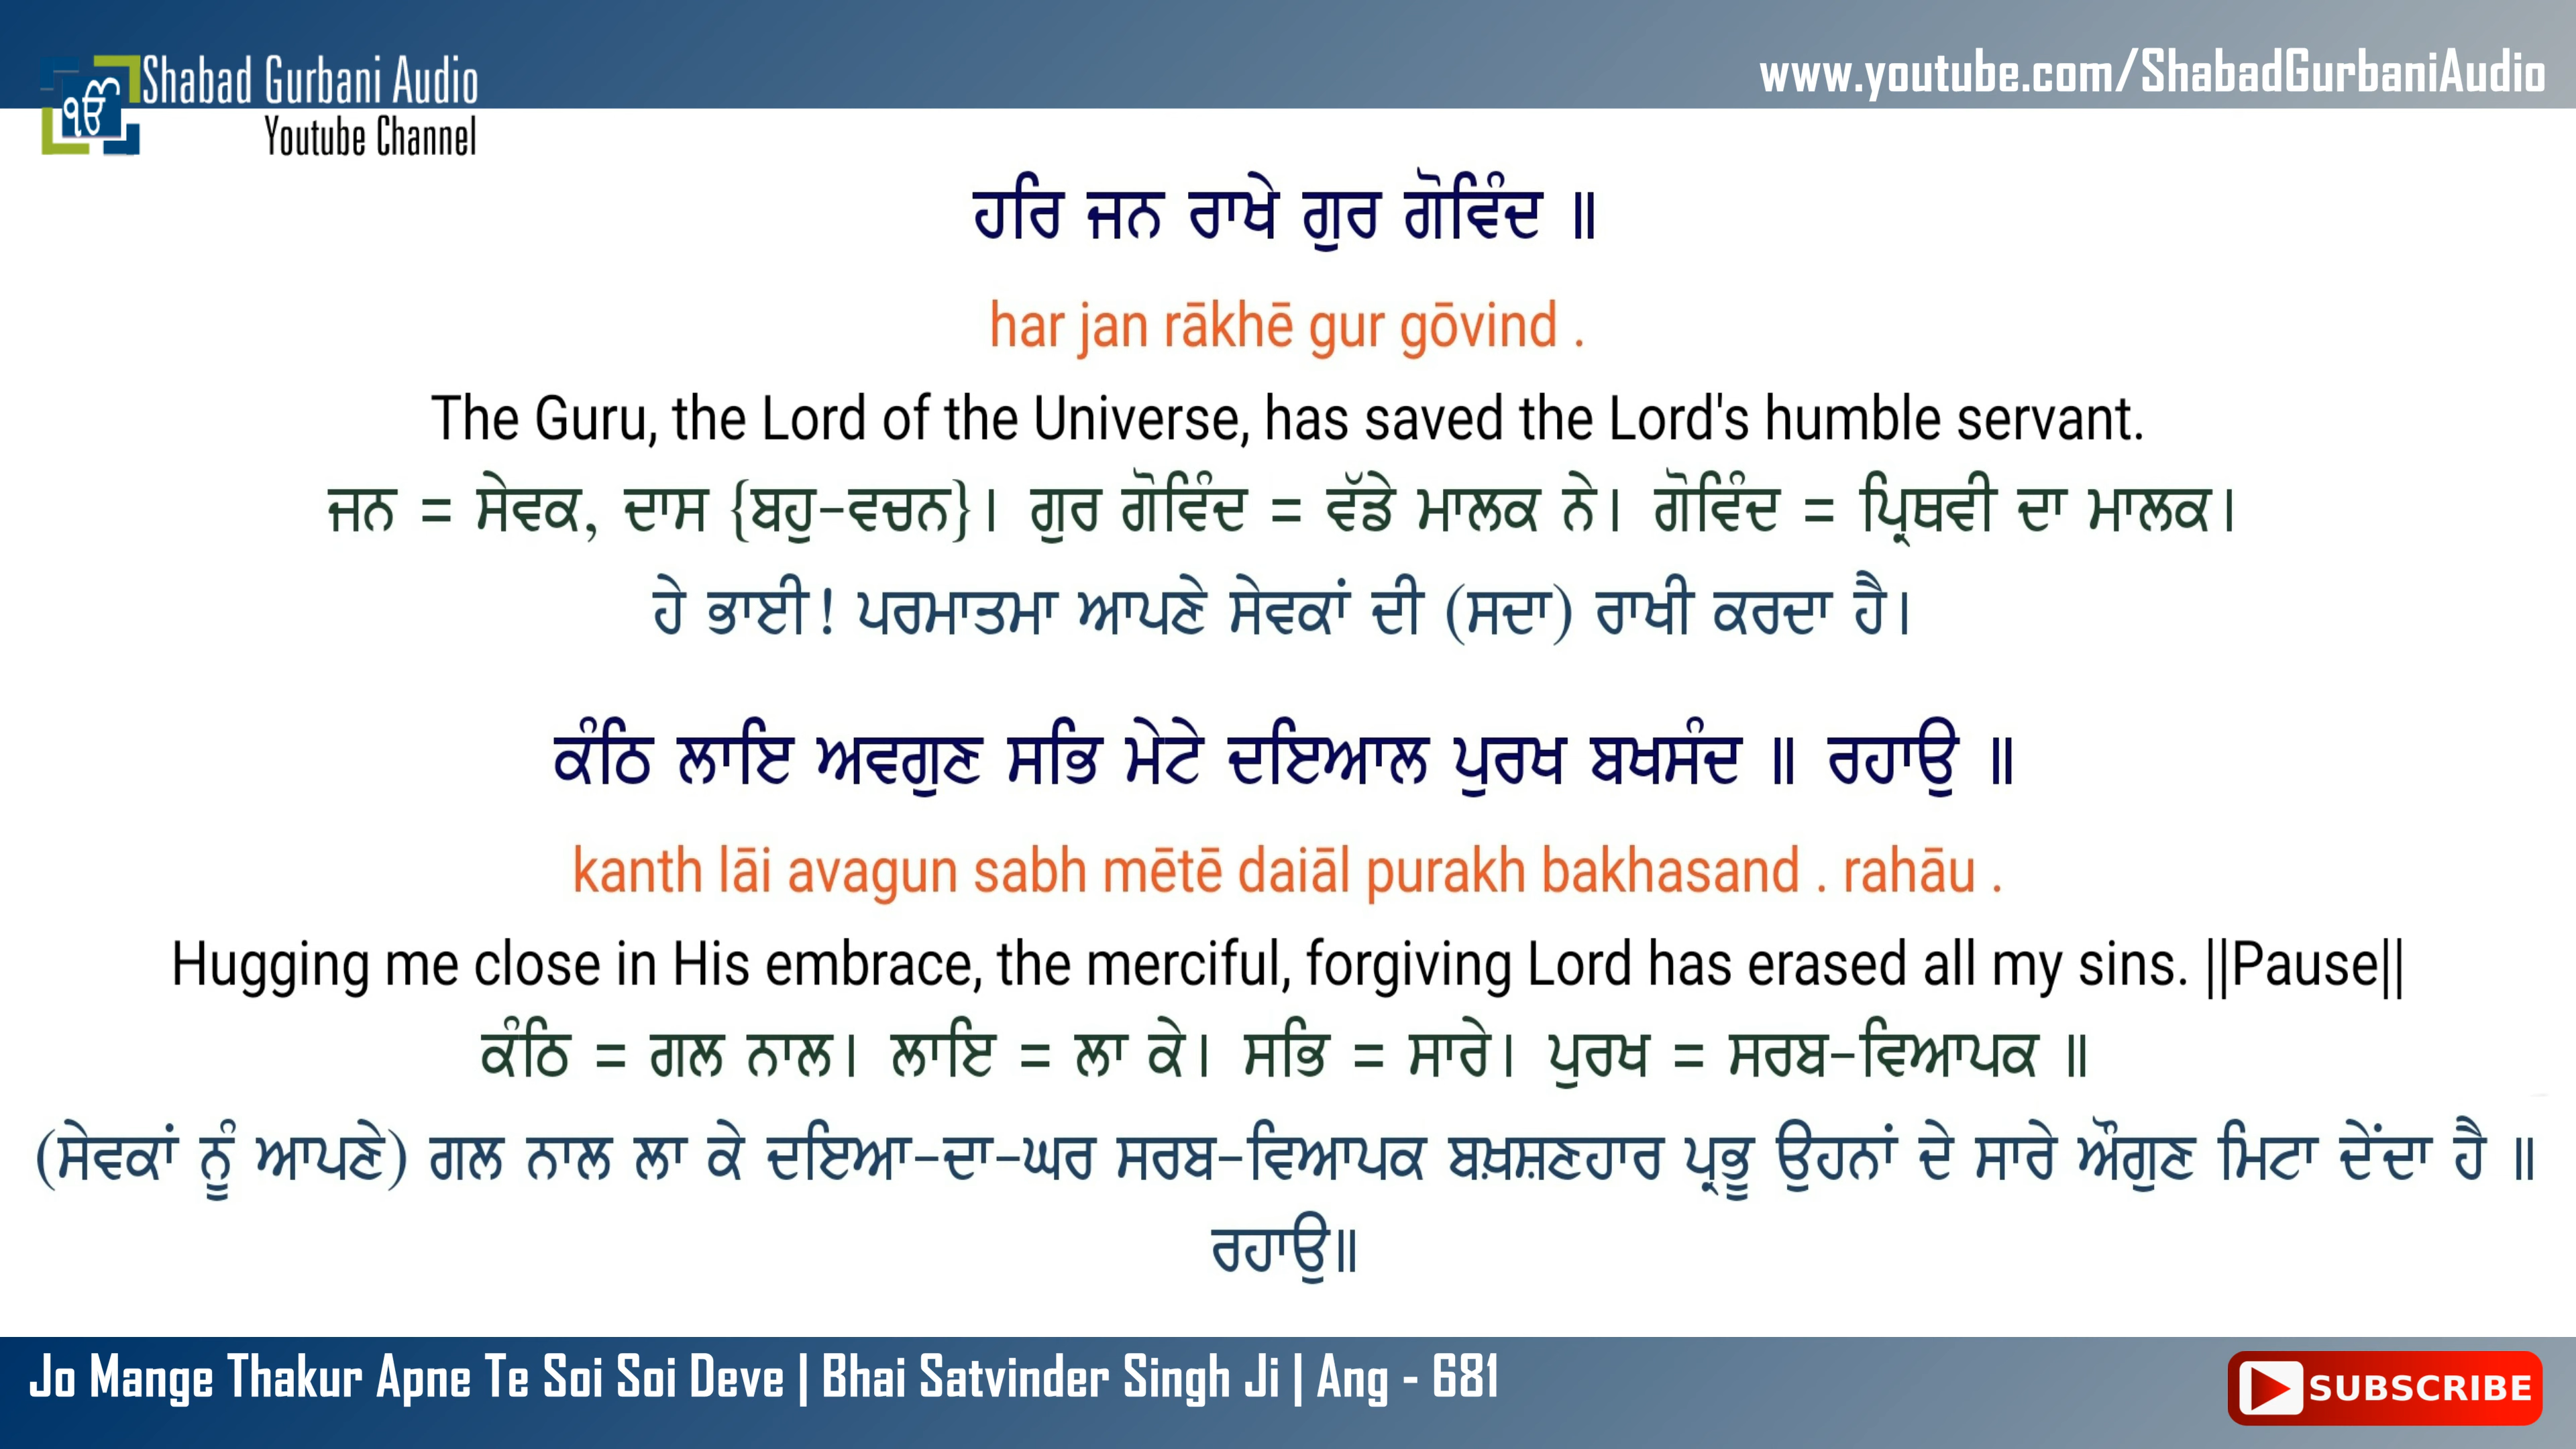 Shabad Gurbani Audio
Youtube Channel
www.youtube.com/ShabadGurbaniAudio
ੴ
ਹਰਿ ਜਨ ਰਾਖੇ ਗੁਰ ਗੋਵਿੰਦ ॥
har jan rākhē gur gōvind .
The Guru, the Lord of the Universe, has saved the Lord's humble servant.
ਜਨ = ਸੇਵਕ, ਦਾਸ {ਬਹੁ-ਵਚਨ}। ਗੁਰ ਗੋਵਿੰਦ = ਵੱਡੇ ਮਾਲਕ ਨੇ। ਗੋਵਿੰਦ = ਪ੍ਰਿਥਵੀ ਦਾ ਮਾਲਕ।
ਹੇ ਭਾਈ! ਪਰਮਾਤਮਾ ਆਪਣੇ ਸੇਵਕਾਂ ਦੀ (ਸਦਾ) ਰਾਖੀ ਕਰਦਾ ਹੈ।
ਕੰਠਿ ਲਾਇ ਅਵਗੁਣ ਸਭਿ ਮੇਟੇ ਦਇਆਲ ਪੁਰਖ ਬਖਸੰਦ ॥ ਰਹਾਉ ॥
kanth lāi avagun sabh mētē daiāl purakh bakhasand . rahāu .
Hugging me close in His embrace, the merciful, forgiving Lord has erased all my sins. ||Pause||
ਕੰਠਿ = ਗਲ ਨਾਲ। ਲਾਇ = ਲਾ ਕੇ। ਸਭਿ = ਸਾਰੇ। ਪੁਰਖ = ਸਰਬ-ਵਿਆਪਕ ॥
(ਸੇਵਕਾਂ ਨੂੰ ਆਪਣੇ) ਗਲ ਨਾਲ ਲਾ ਕੇ ਦਇਆ-ਦਾ-ਘਰ ਸਰਬ-ਵਿਆਪਕ ਬਖ਼ਸ਼ਣਹਾਰ ਪ੍ਰਭੂ ਉਹਨਾਂ ਦੇ ਸਾਰੇ ਔਗੁਣ ਮਿਟਾ ਦੇਂਦਾ ਹੈ ॥
ਰਹਾਉ॥
Jo Mange Thakur Apne Te Soi Soi Deve | Bhai Satvinder Singh Ji | Ang - 681
SUBSCRIBE